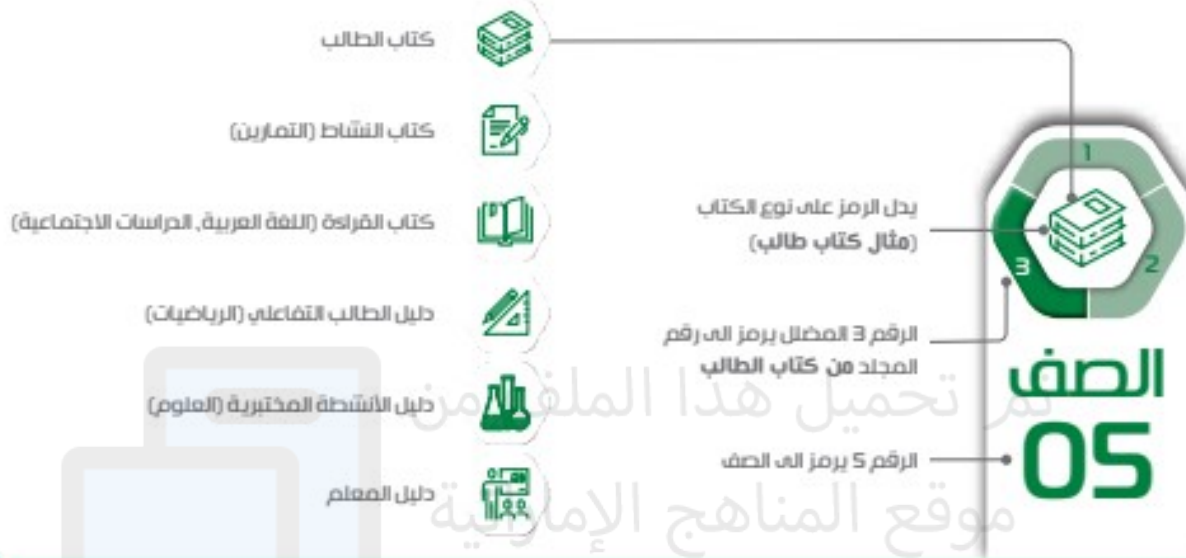 كتاب الطالب
كتاب النشاط (التمارين)
كتاب القراءة (اللغة العربية, الدراسات الاجتماعية)
دليل الطالب التفاعلي (الرياضيات)
دليل الأنشطة المختبرية (العلوم)
دليل المعلم
1
2
3
يدل الرمز على نوع الكتاب
(مثال كتاب طالب)
الرقم 3 المضلل يرمز الى رقم
المجلد من كتاب الطالب
الصف
05
الرقم 5 يرمز الى الصف
تم تحميل هذا الملف من
موقع المناهج الإماراتية